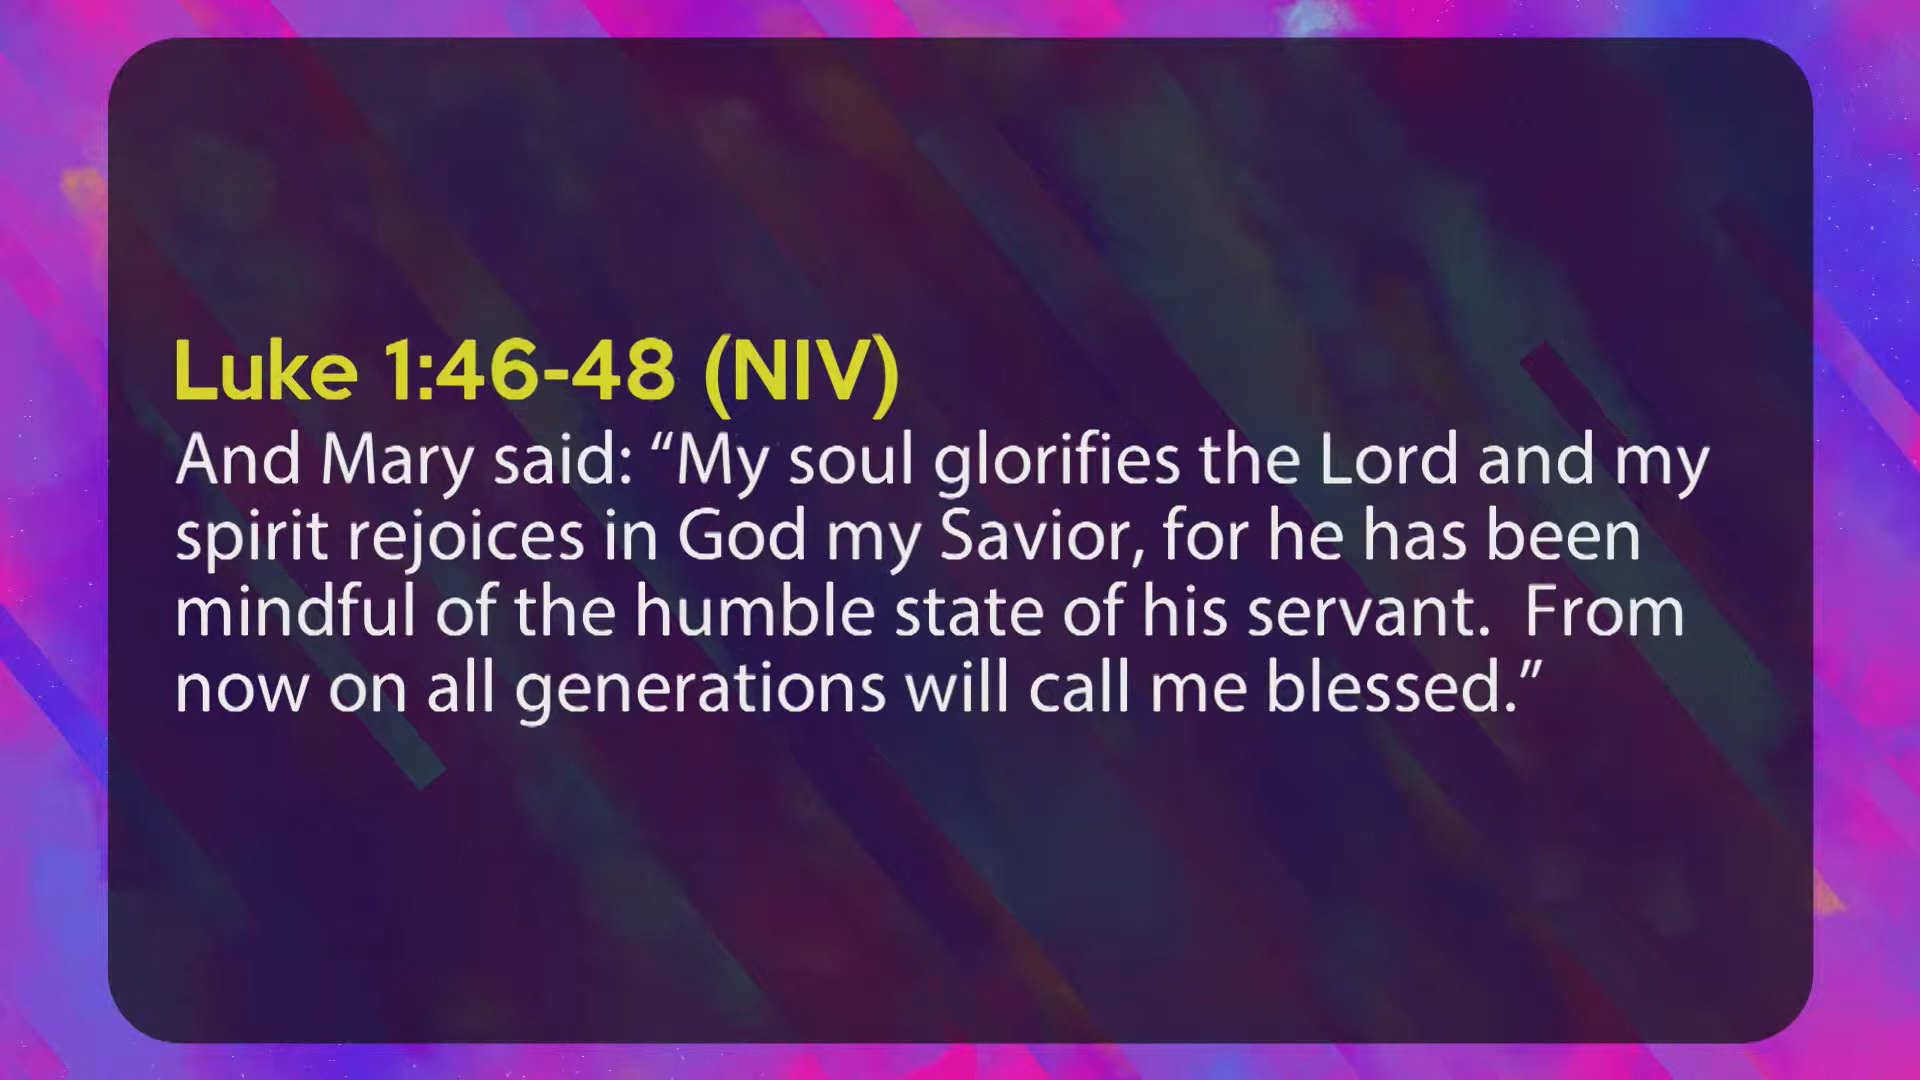 Luke 1:46-48 (NIV)
And Mary said: “My soul glorifies the Lord and my
spirit rejoices in God my Savior, for he has been
mindful of the humble state of his servant.  From
now on all generations will call me blessed.”